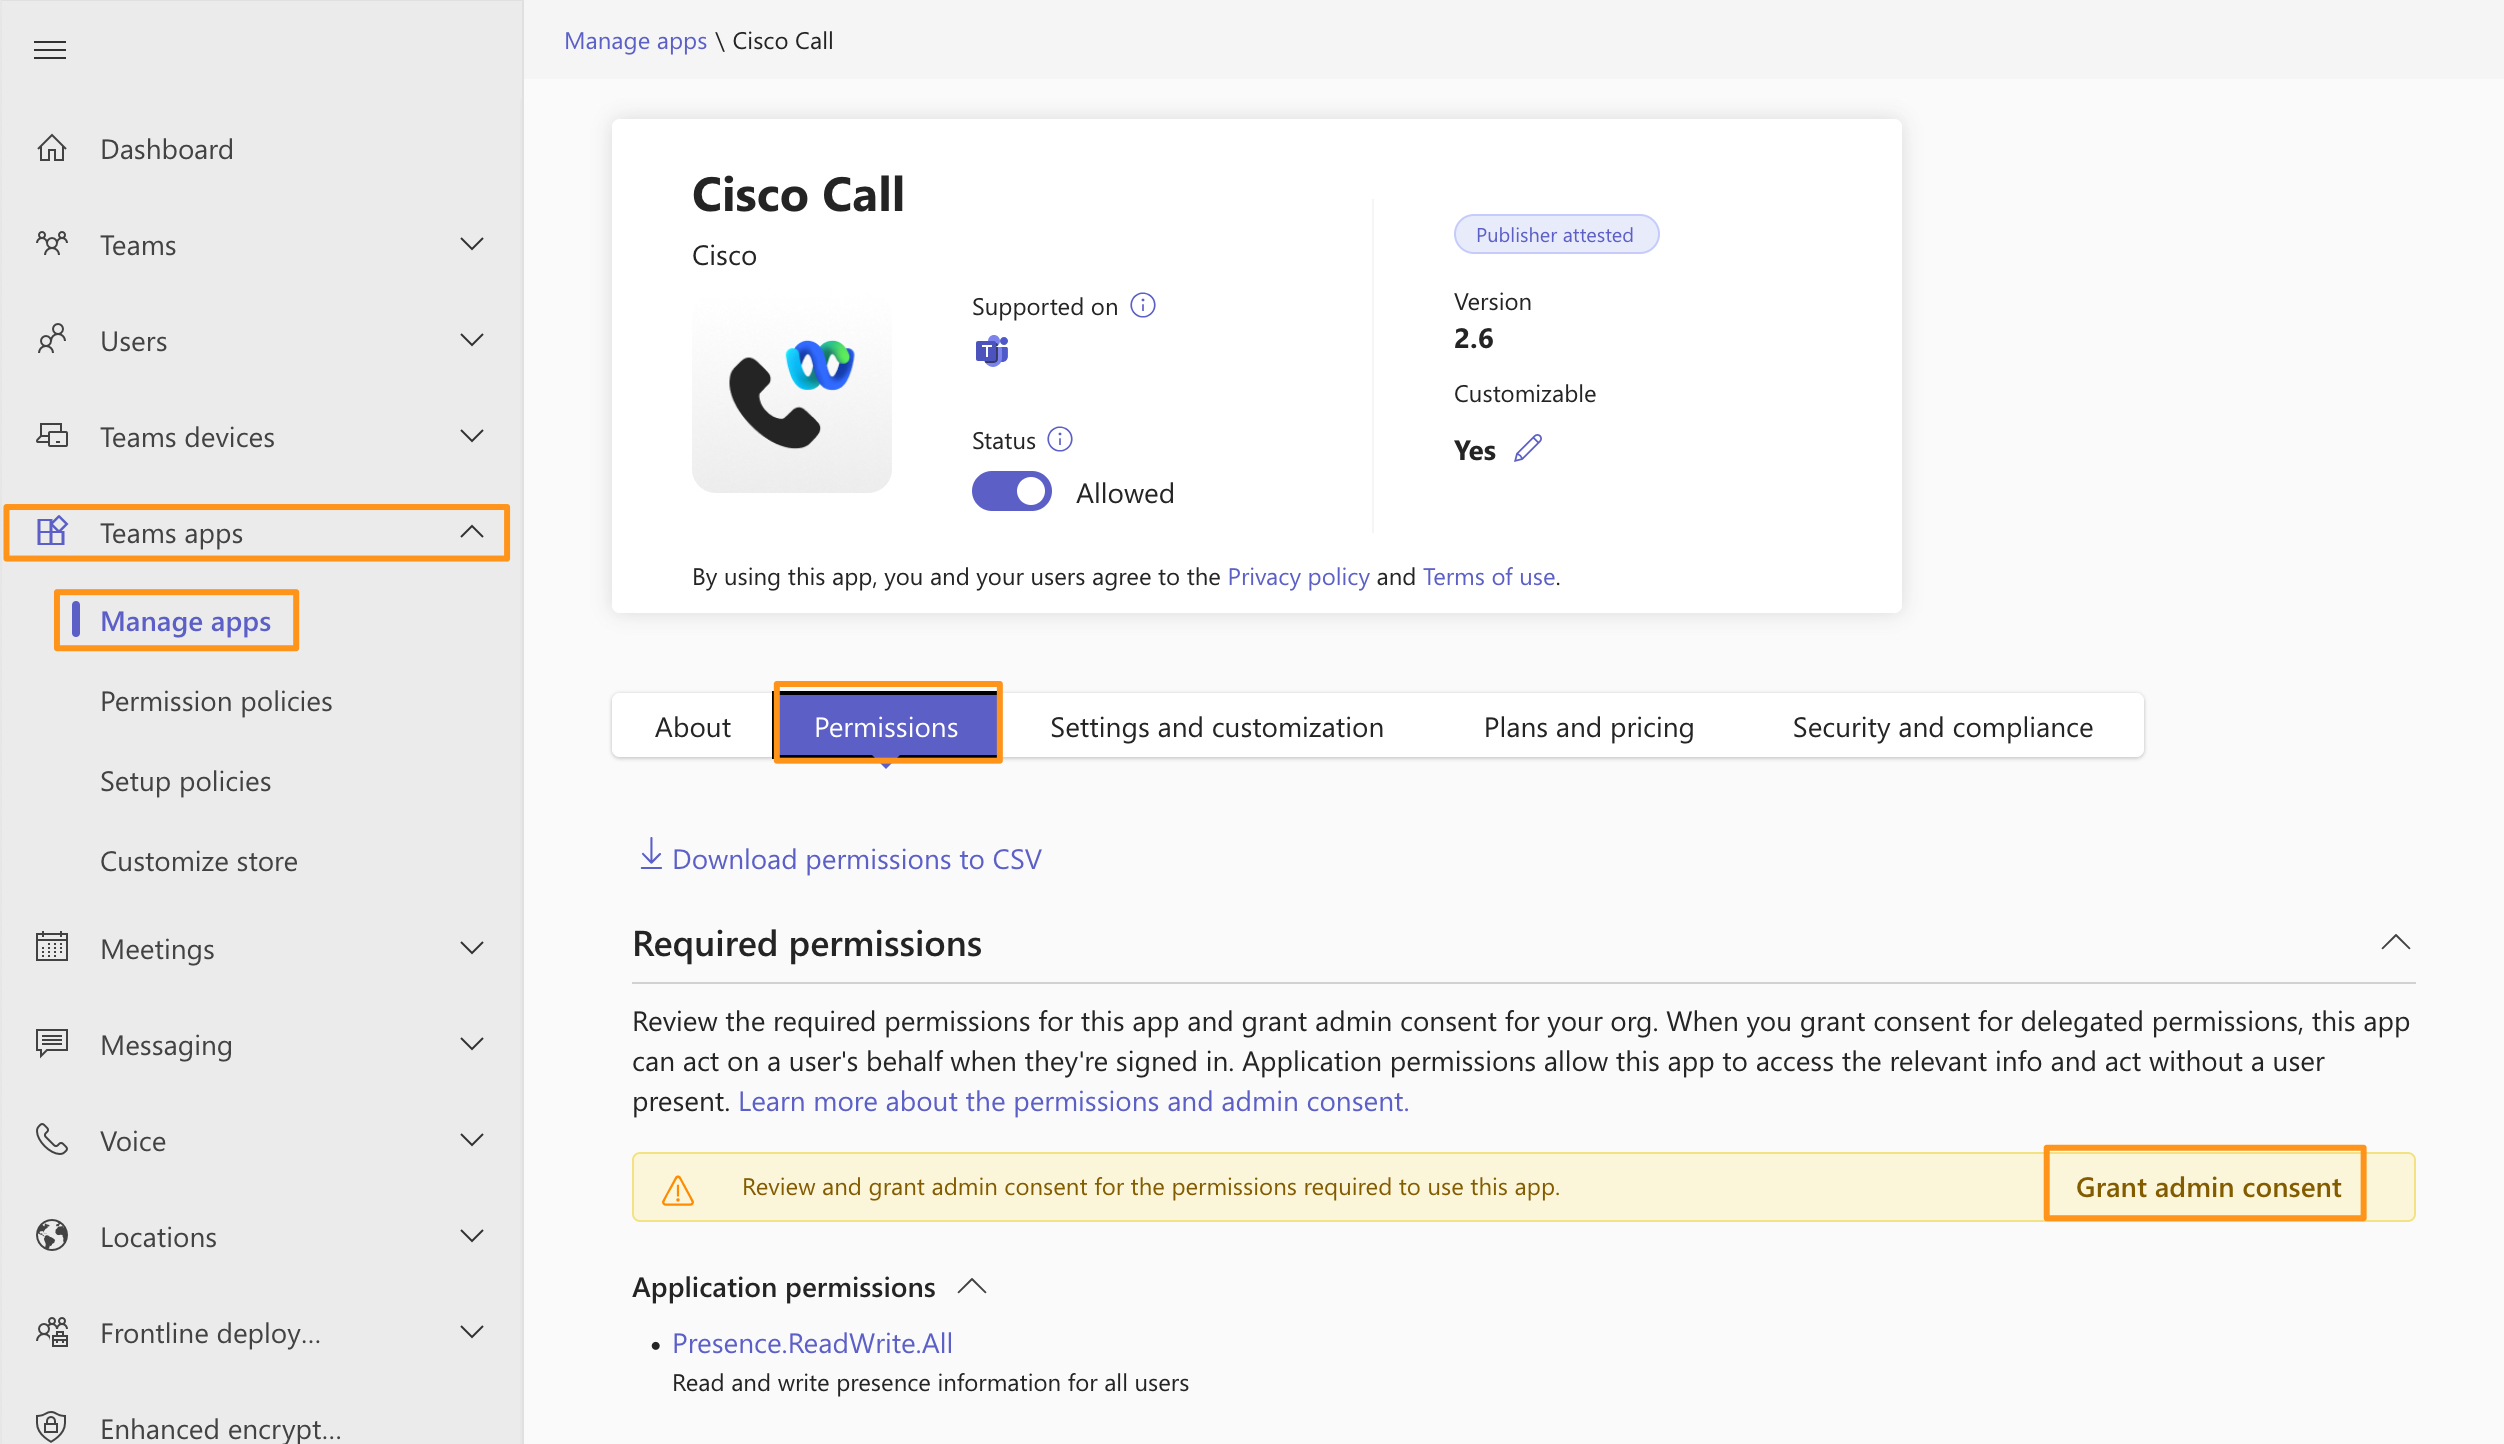 Manage apps \ Cisco Call
Dashboard
Teams
Users
Teams devices
Teams apps
Manage apps
Permission policies
Setup policies
Customize store
Meetings
Messaging
Voice
Locations
Frontline deploy...
Enhanced encrypt...
Cisco Call
Cisco
Supported on
T
Status
Allowed
Publisher attested
Version
2.6
Customizable
Yes
By using this app, you and your users agree to the Privacy policy and Terms of use.
About
Permissions
Settings and customization
Plans and pricing
Security and compliance
Download permissions to CSV
Required permissions
Review the required permissions for this app and grant admin consent for your org. When you grant consent for delegated permissions, this app
can act on a user's behalf when they're signed in. Application permissions allow this app to access the relevant info and act without a user
present. Learn more about the permissions and admin consent.
Review and grant admin consent for the permissions required to use this app.
Grant admin consent
Application permissions
• Presence.ReadWrite.All
Read and write presence information for all users